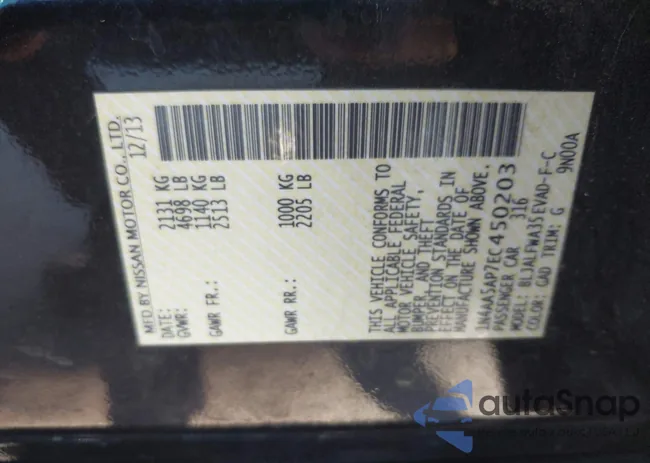 MFD BY NISSAN MOTOR CO., LTD. 12/13
DATE: 2131 KG
GVWR: 4698 LB
GAWR FR.: 1140 KG
2513 LB
GAWR RR.: 1000 KG
2205 LB
THIS VEHICLE CONFORMS TO
ALL APPLICABLE FEDERAL
MOTOR VEHICLE SAFETY,
BUMPER, AND THEFT
PREVENTION STANDARDS IN
EFFECT ON THE DATE OF
MANUFACTURE SHOWN ABOVE.
1N4AA5AP7EC450203
PASSENGER CAR 316
MODEL: BLJALFWA35EVAD-F-C
COLOR: GAD TRIM: G 9N00A
autoSnap